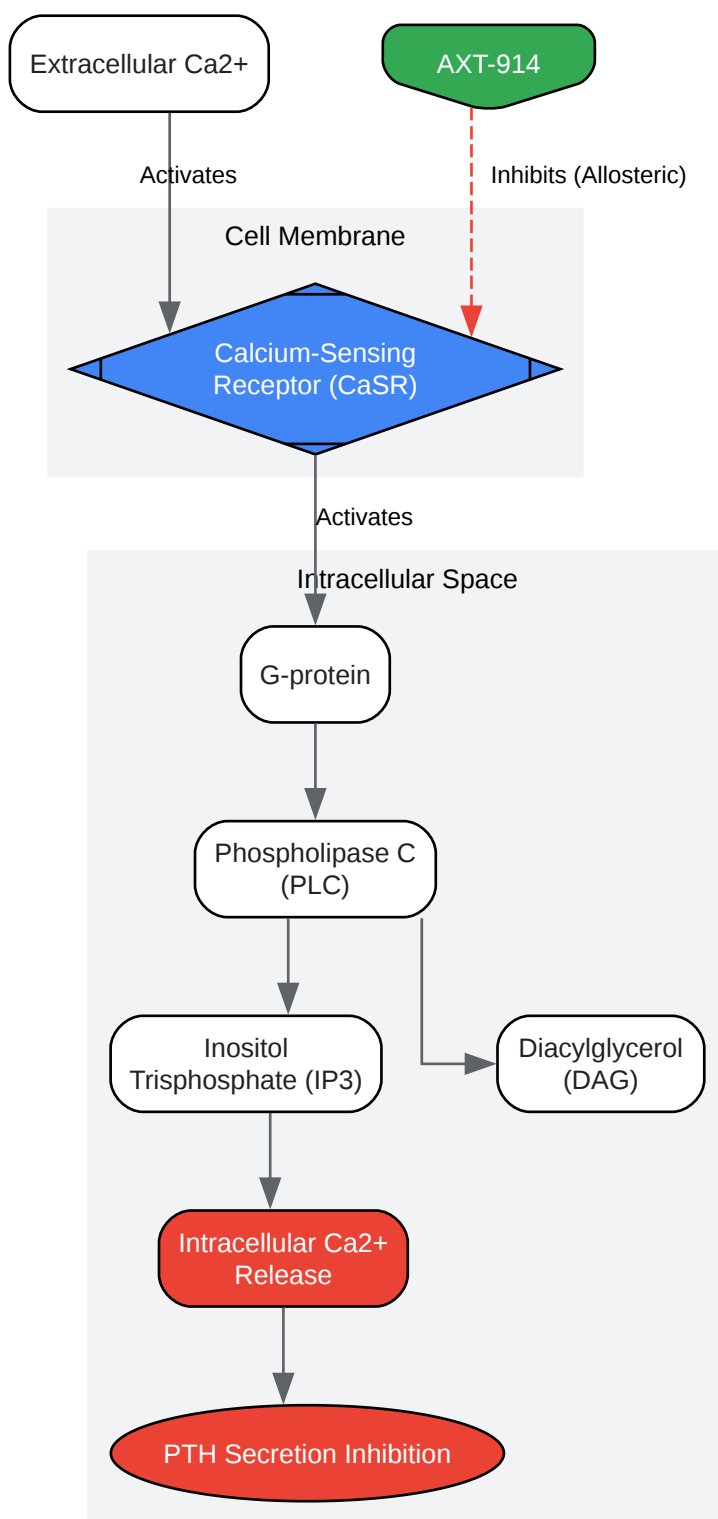 Extracellular Ca2+
AXT-914
Activates
Inhibits (Allosteric)
Cell Membrane
Calcium-Sensing
Receptor (CaSR)
Activates
Intracellular Space
G-protein
Phospholipase C
(PLC)
Inositol
Trisphosphate (IP3)
Diacylglycerol
(DAG)
Intracellular Ca2+
Release
PTH Secretion Inhibition